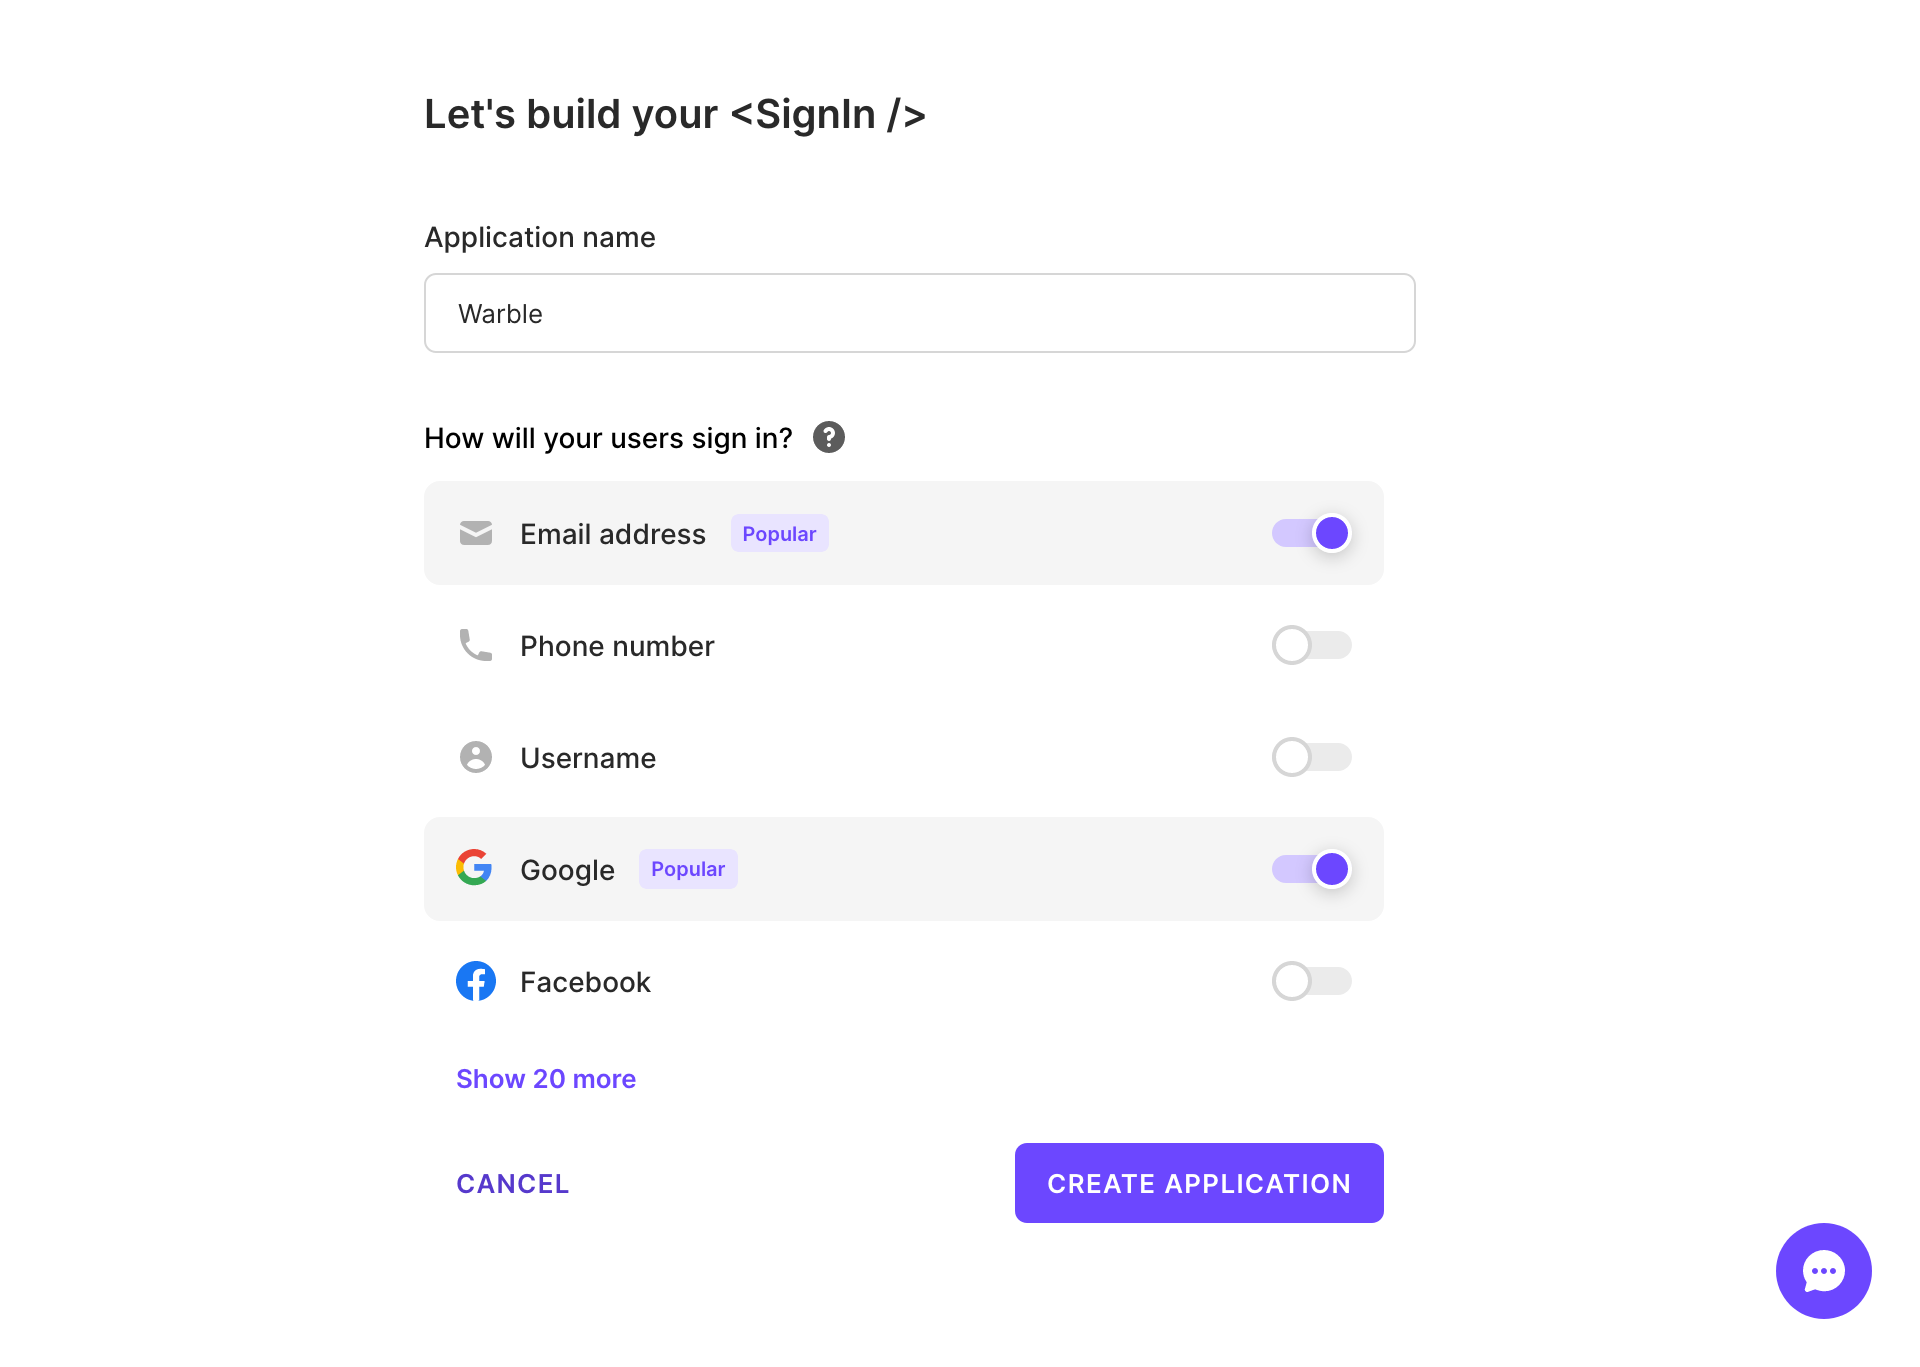 Let's build your <SignIn />
Application name
Warble
How will your users sign in? ?
Email address Popular
Phone number
Username
Google Popular
Facebook
Show 20 more
CANCEL CREATE APPLICATION